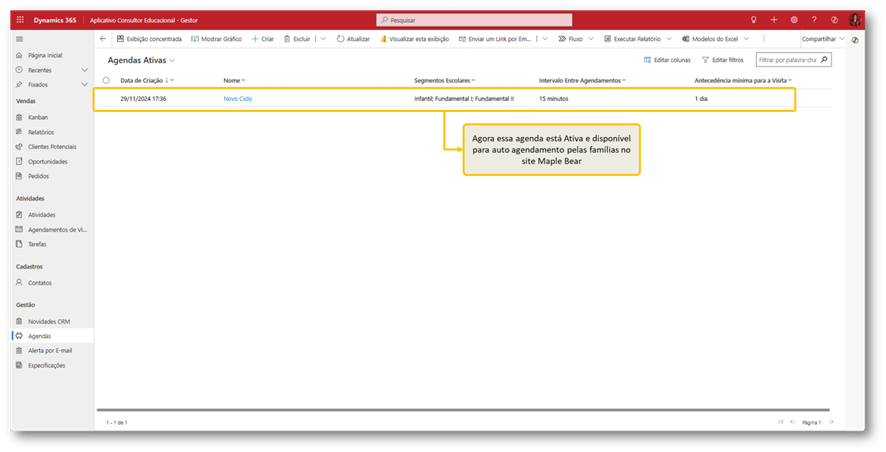 Dynamics 365 Aplicativo Consultor Educacional - Gestor Pesquisar
Exibição concentrada Mostrar Gráfico Criar Excluir Atualizar Visualizar esta exibição Enviar um Link por Em... Fluxo Executar Relatório Modelos do Excel Compartilhar
Página Inicial
Recentes
Fixados
Vendas
Kanban
Relatórios
Clientes Potenciais
Oportunidades
Pedidos
Atividades
Atividades
Agendamentos de Vi...
Tarefas
Cadastros
Contatos
Gestão
Novidades CRM
Agendas
Alerta por E-mail
Especificações
Agendas Ativas
Editar colunas Editar filtros Filtrar por palavra-cha
Data de Criação Nome Segmentos Escolares Intervalo Entre Agendamentos Antecedência mínima para a Visita
29/11/2024 17:36 Novo Ciclo Infantil; Fundamental I; Fundamental II 15 minutos 1 dia
Agora essa agenda está Ativa e disponível
para auto agendamento pelas famílias no
site Maple Bear
1 - 1 de 1 Página 1